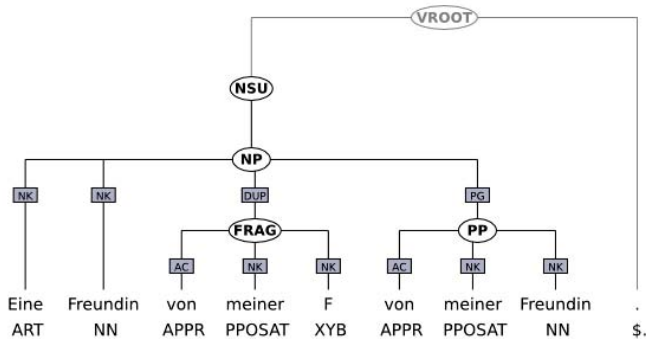 VROOT
NSU
NP
NK NK DUP PG
FRAG PP
AC NK NK AC NK NK
Eine Freundin von meiner F von meiner Freundin .
ART NN APPR PPOSAT XYB APPR PPOSAT NN $.